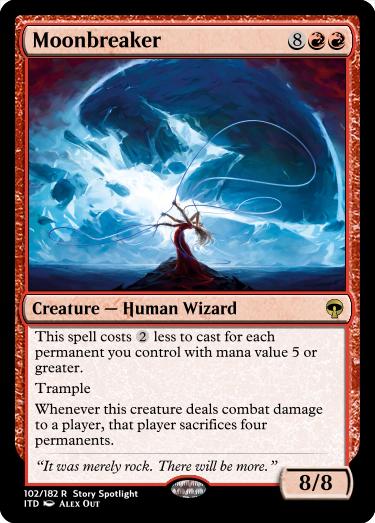 Moonbreaker 8
Creature — Human Wizard
This spell costs 2 less to cast for each
permanent you control with mana value 5 or
greater.
Trample
Whenever this creature deals combat damage
to a player, that player sacrifices four
permanents.
“It was merely rock. There will be more.”
8/8
102/182 R Story Spotlight
ITD Alex Out